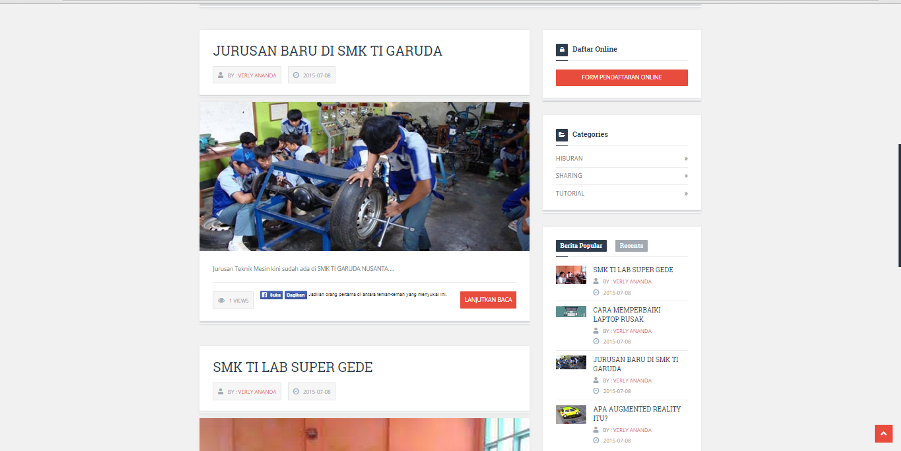 JURUSAN BARU DI SMK TI GARUDA
BY : VERLY ANANDA
2015-07-08
Jurusan Teknik Mesin kini sudah ada di SMK TI GARUDA NUSANTA....
1 VIEWS
Suka
Bagikan
Jadilah orang pertama di antara teman-teman yang menyukai ini.
LANJUTKAN BACA
SMK TI LAB SUPER GEDE
BY : VERLY ANANDA
2015-07-08
Daftar Online
FORM PENDAFTARAN ONLINE
Categories
HIBURAN
SHARING
TUTORIAL
Berita Populer
Recents
SMK TI LAB SUPER GEDE
BY : VERLY ANANDA
2015-07-08
CARA MEMPERBAIKI
LAPTOP RUSAK
BY : VERLY ANANDA
2015-07-08
JURUSAN BARU DI SMK TI
GARUDA
BY : VERLY ANANDA
2015-07-08
APA AUGMENTED REALITY
ITU?
BY : VERLY ANANDA
2015-07-08